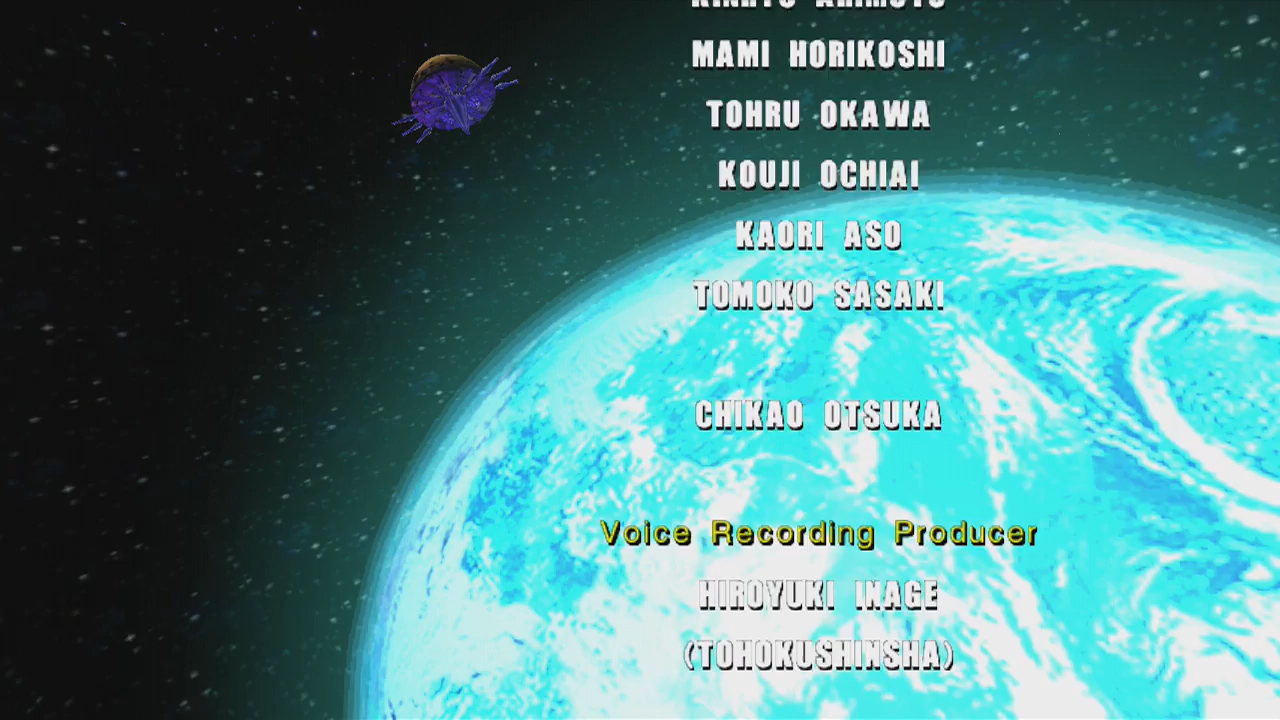 MAMI HORIKOSHI
TOHRU OKAWA
KOUJI OCHIAI
KAORI ASO
TOMOKO SASAKI
CHIKAO OTSUKA
Voice Recording Producer
HIROYUKI INAGE
(TOHOKUSHINSHA)